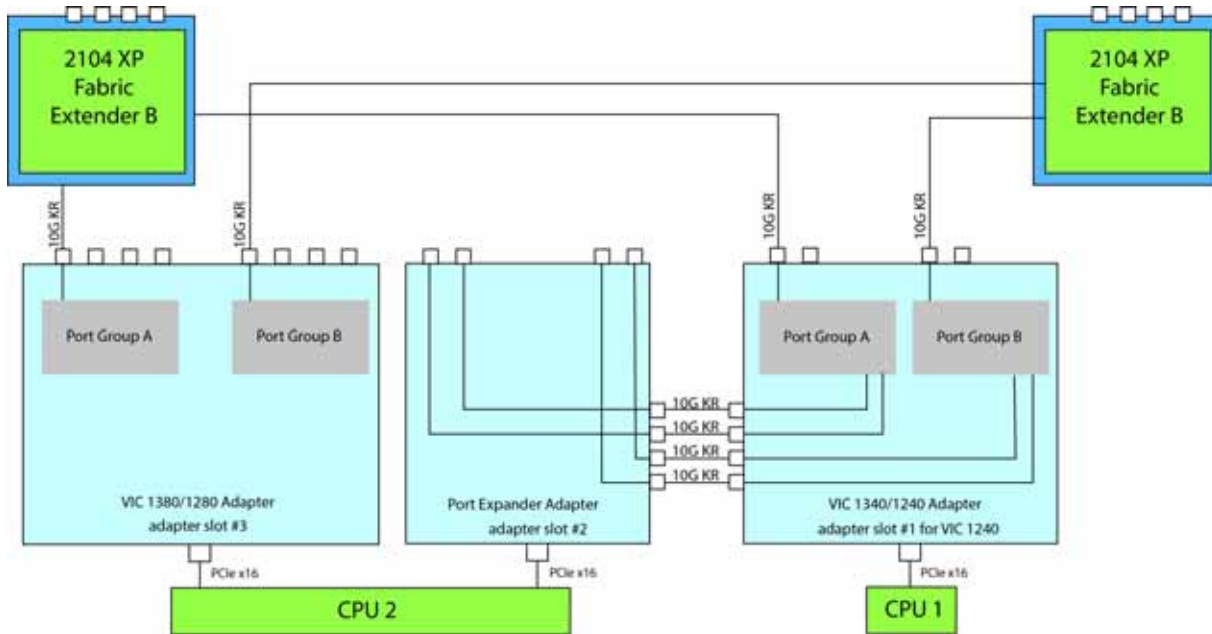 2104 XP
Fabric
Extender B
2104 XP
Fabric
Extender B
10G KR
10G KR
10G KR
10G KR
Port Group A
Port Group B
Port Group A
Port Group B
10G KR
10G KR
10G KR
10G KR
VIC 1380/1280 Adapter
adapter slot #3
Port Expander Adapter
adapter slot #2
VIC 1340/1240 Adapter
adapter slot #1 for VIC 1240
PCIe x16
PCIe x16
PCIe x16
CPU 2
CPU 1